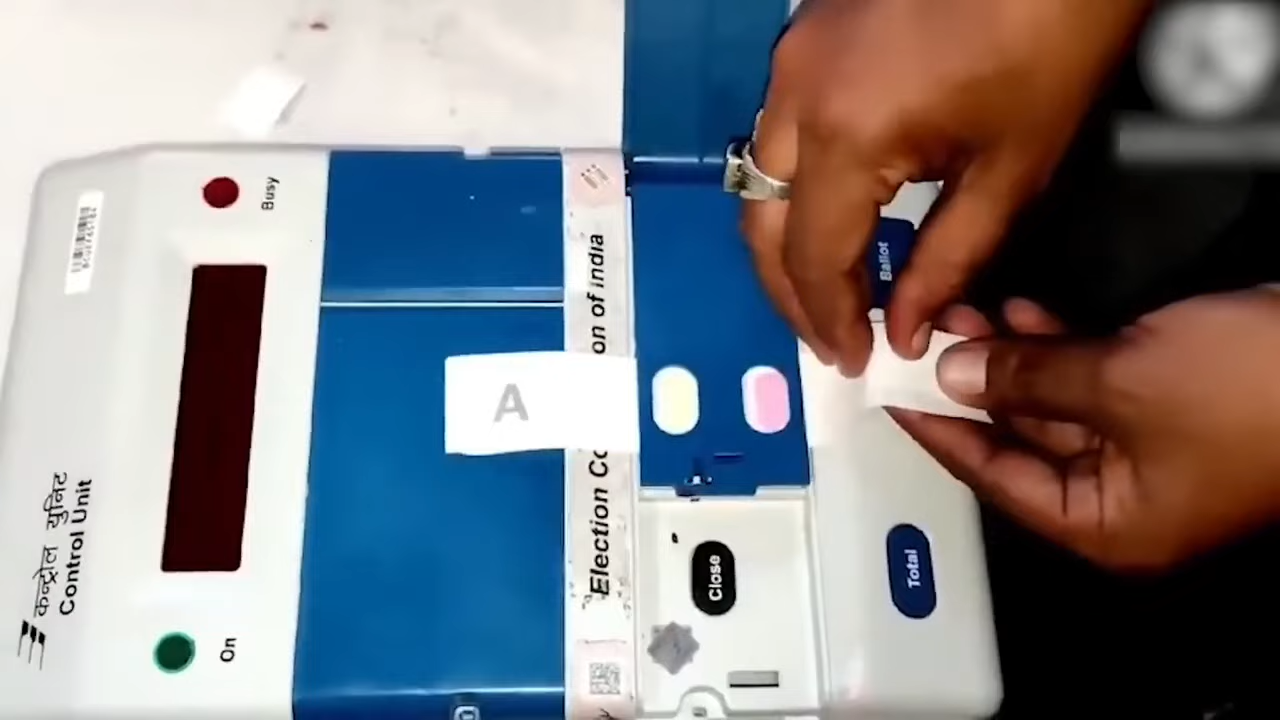 Busy
कन्ट्रोल युनिट
Control Unit
On
A
Election Co
on of india
Ballot
Close
Total